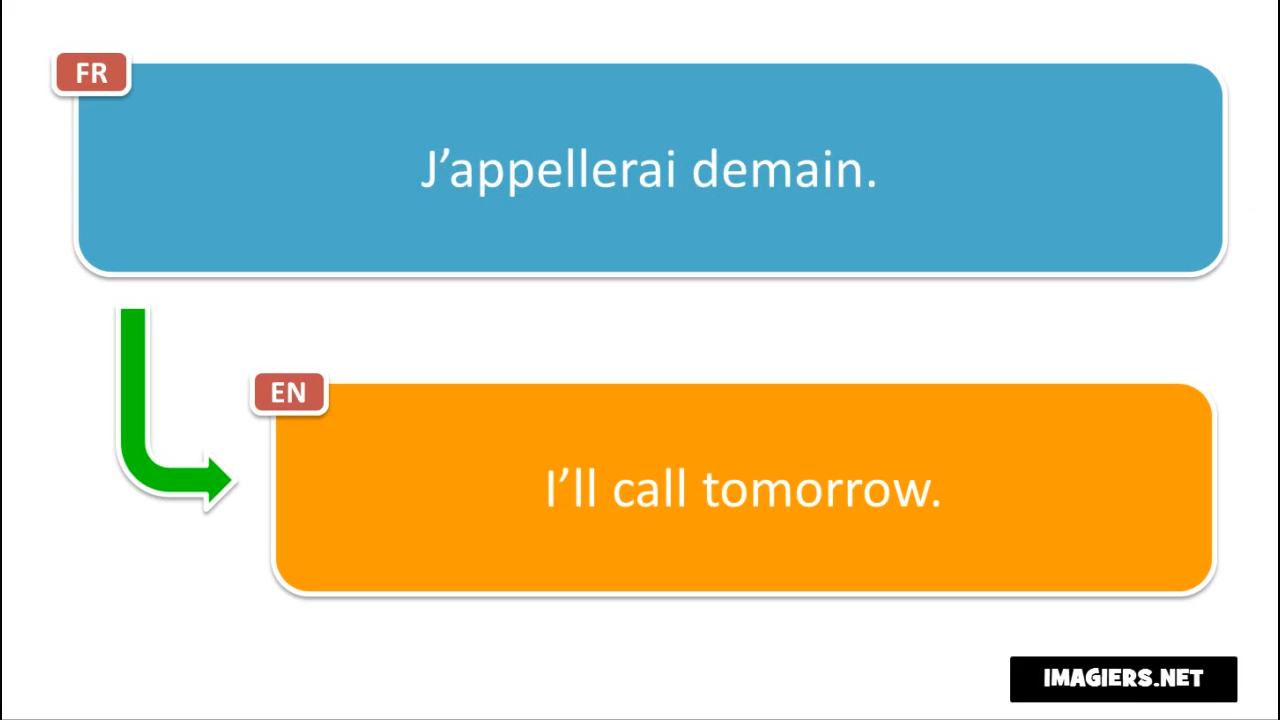 FR
J’appellerai demain.
EN
I’ll call tomorrow.
IMAGIERS.NET